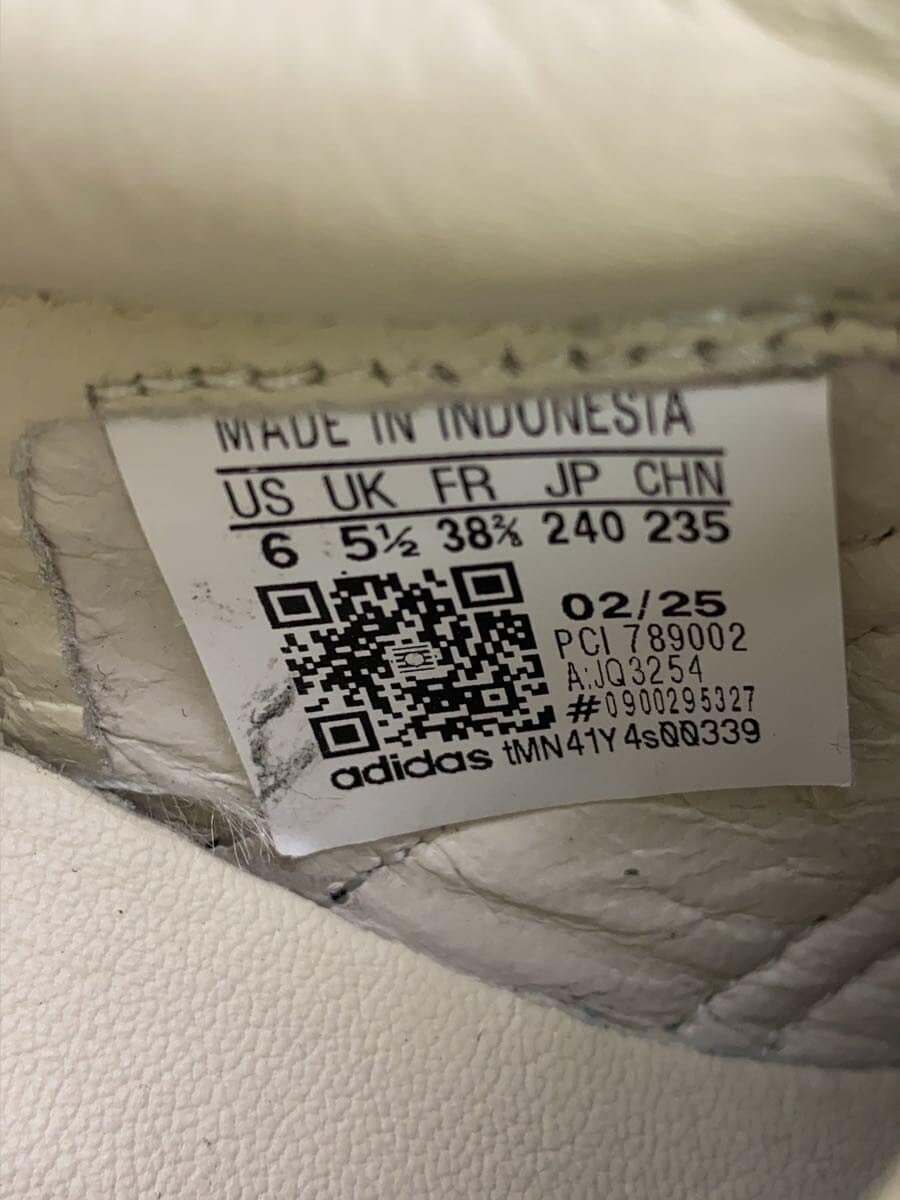 MADE IN INDONESIA
US UK FR JP CHN
6 5½ 38⅔ 240 235
02/25
PCI 789002
A:JQ3254
#0900295327
adidas tMN41Y4sQQ339